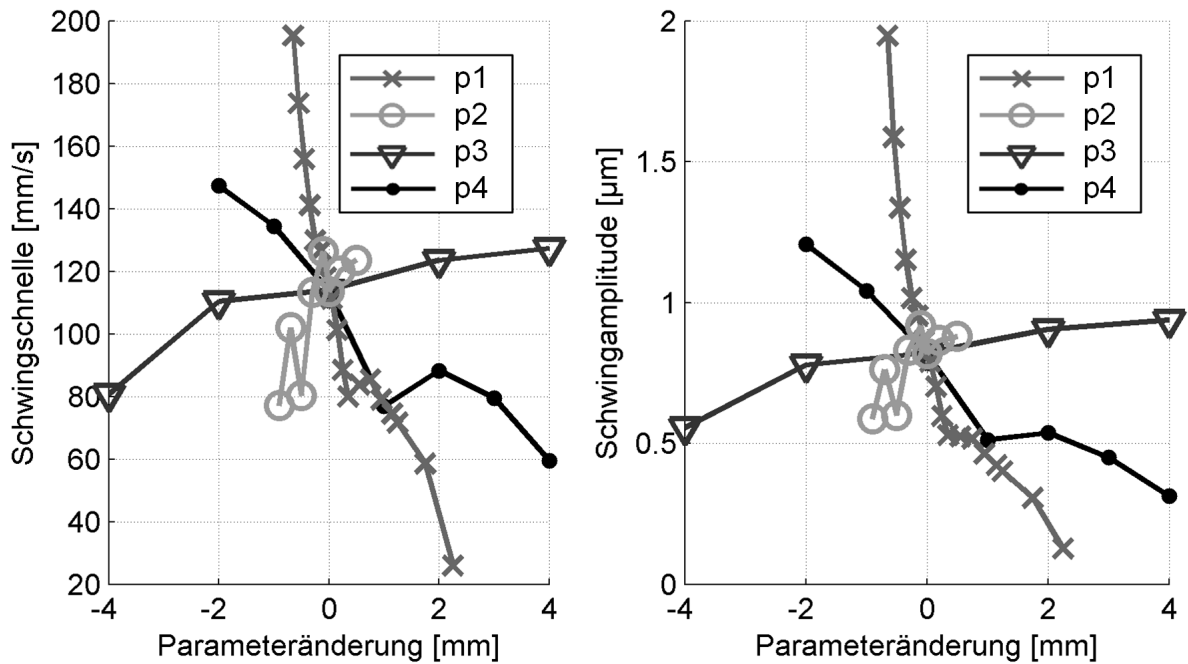 200
180
160
140
120
100
80
60
40
20
Schwingschnelle [mm/s]
-4
-2
0
2
4
Parameteränderung [mm]
p1
p2
p3
p4
2
1.5
1
0.5
0
Schwingamplitude [µm]
-4
-2
0
2
4
Parameteränderung [mm]
p1
p2
p3
p4